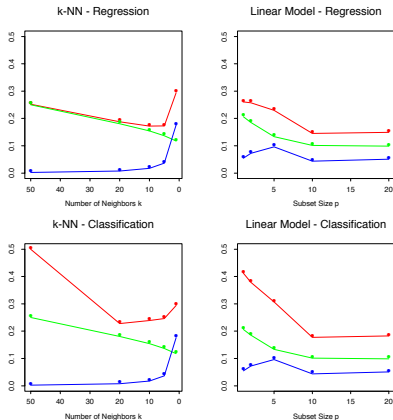 k-NN - Regression
0.0 0.1 0.2 0.3 0.4 0.5
50 40 30 20 10 0
Number of Neighbors k
Linear Model - Regression
0.0 0.1 0.2 0.3 0.4 0.5
5 10 15 20
Subset Size p
k-NN - Classification
0.0 0.1 0.2 0.3 0.4 0.5
50 40 30 20 10 0
Number of Neighbors k
Linear Model - Classification
0.0 0.1 0.2 0.3 0.4 0.5
5 10 15 20
Subset Size p